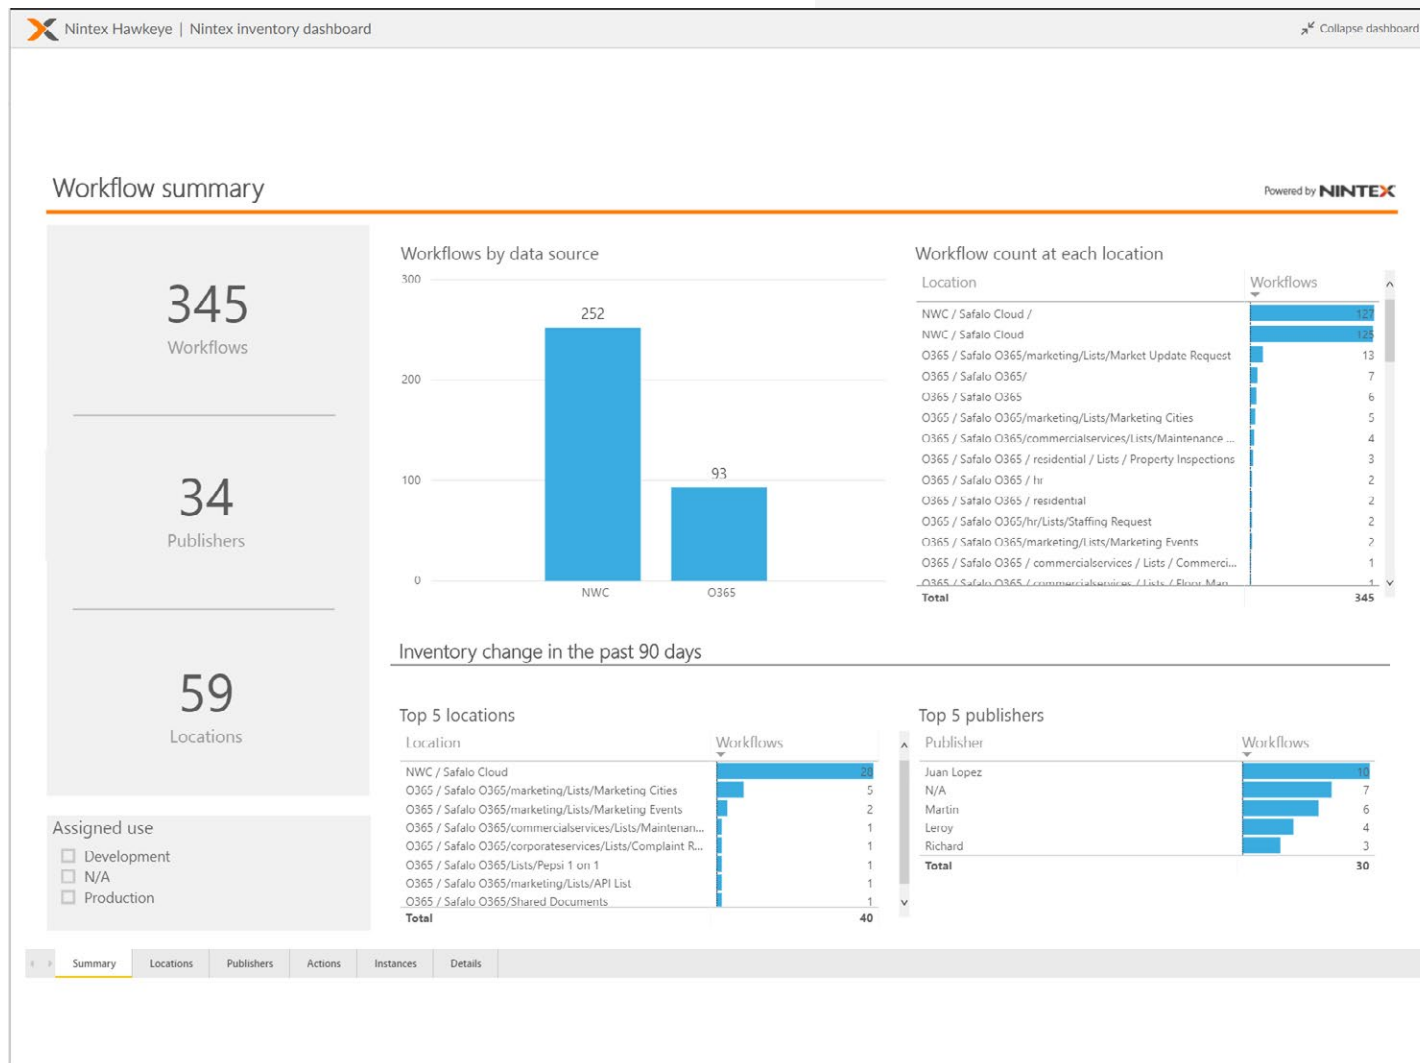 Nintex Hawkeye | Nintex inventory dashboard
Collapse dashboard
Workflow summary
Powered by NINTEX
345
Workflows
34
Publishers
59
Locations
Assigned use
Development
N/A
Production
Workflows by data source
300
200
100
0
252
93
NWC
O365
Workflow count at each location
Location Workflows
NWC / Safalo Cloud / 127
NWC / Safalo Cloud 125
O365 / Safalo O365/marketing/Lists/Market Update Request 13
O365 / Safalo O365/ 7
O365 / Safalo O365 6
O365 / Safalo O365/marketing/Lists/Marketing Cities 5
O365 / Safalo O365/commercialservices/Lists/Maintenance ... 4
O365 / Safalo O365 / residential / Lists / Property Inspections 3
O365 / Safalo O365 / hr 2
O365 / Safalo O365 / residential 2
O365 / Safalo O365/hr/Lists/Staffing Request 2
O365 / Safalo O365/marketing/Lists/Marketing Events 2
O365 / Safalo O365 / commercialservices / Lists / Commerci... 1
O365 / Safalo O365 / commercialservices / Lists / Floor Man 1
Total 345
Inventory change in the past 90 days
Top 5 locations
Location Workflows
NWC / Safalo Cloud 28
O365 / Safalo O365/marketing/Lists/Marketing Cities 5
O365 / Safalo O365/marketing/Lists/Marketing Events 2
O365 / Safalo O365/commercialservices/Lists/Maintenan... 1
O365 / Safalo O365/corporateservices/Lists/Complaint R... 1
O365 / Safalo O365/Lists/Pepsi 1 on 1 1
O365 / Safalo O365/marketing/Lists/API List 1
O365 / Safalo O365/Shared Documents 1
Total 40
Top 5 publishers
Publisher Workflows
Juan Lopez 10
N/A 7
Martin 6
Leroy 4
Richard 3
Total 30
Summary Locations Publishers Actions Instances Details